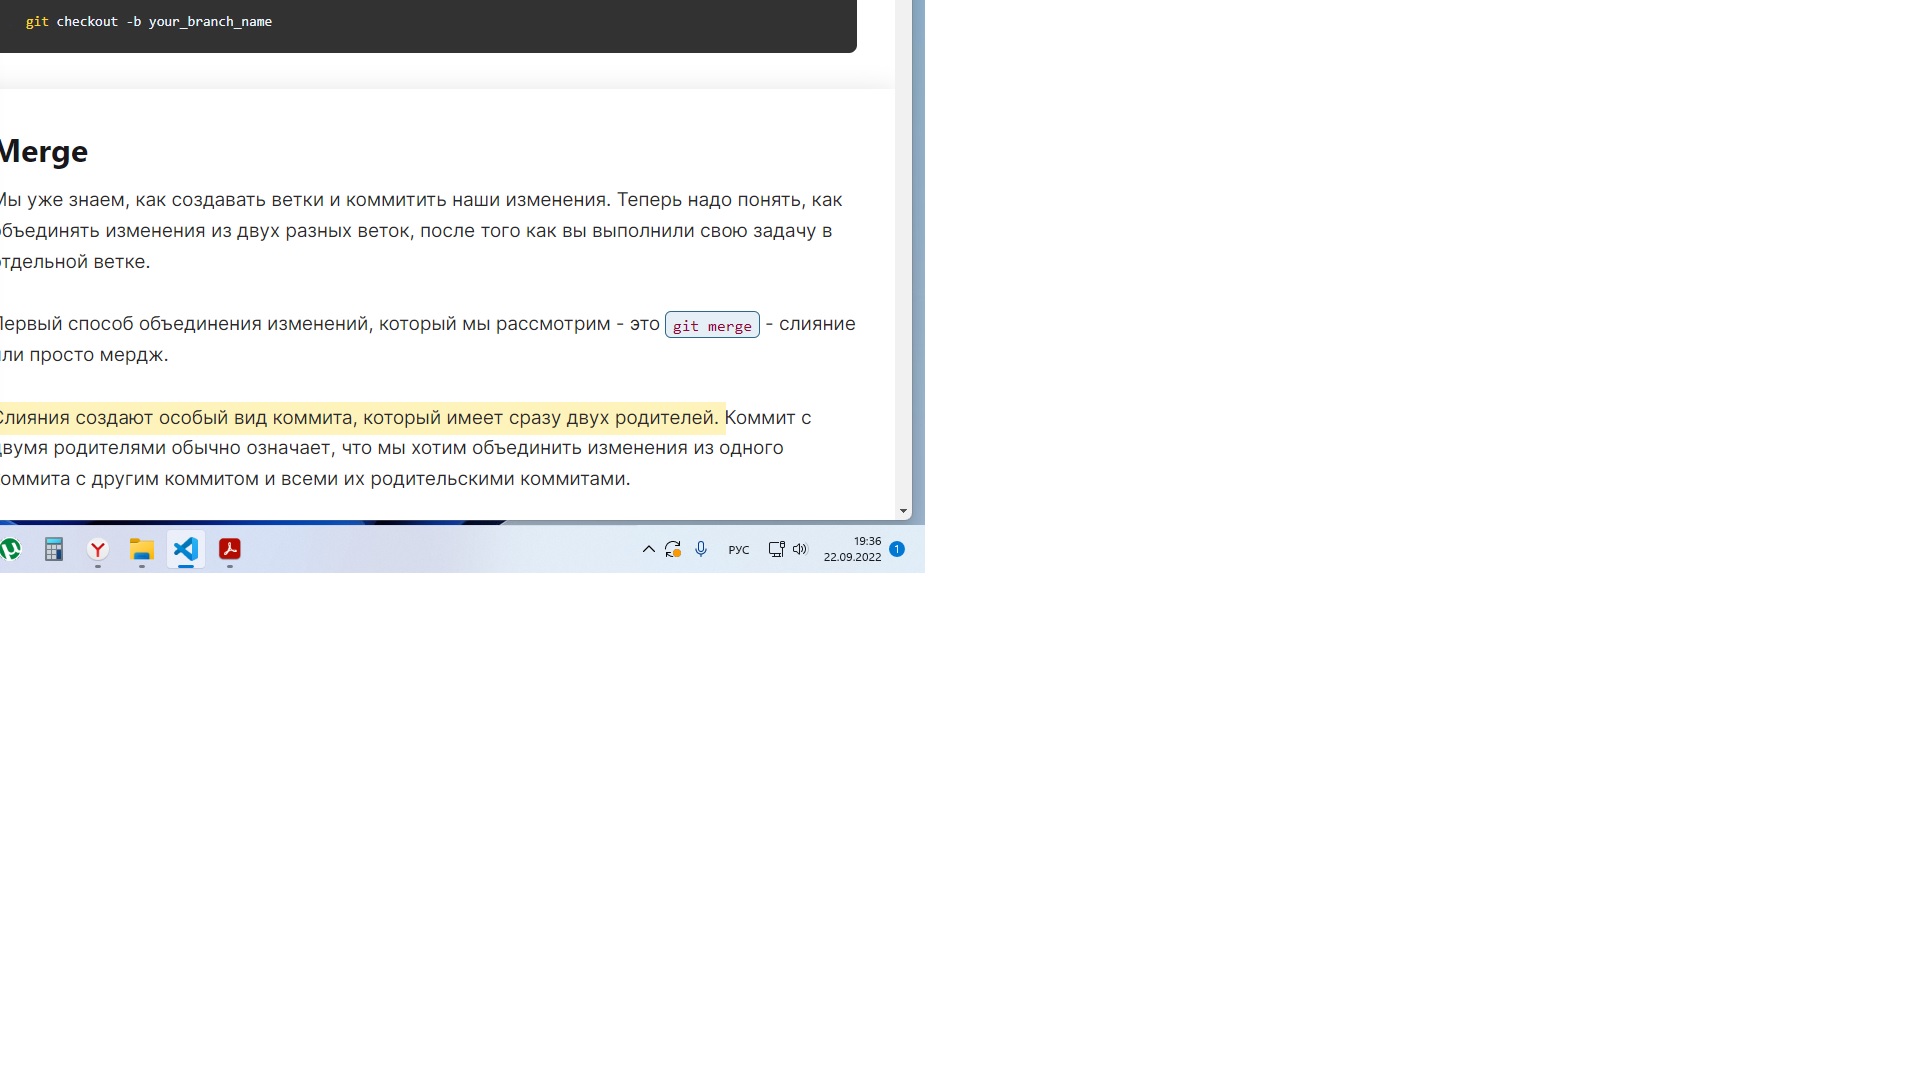 git checkout -b your_branch_name
Merge
Мы уже знаем, как создавать ветки и коммитить наши изменения. Теперь надо понять, как
объединять изменения из двух разных веток, после того как вы выполнили свою задачу в
отдельной ветке.
Первый способ объединения изменений, который мы рассмотрим - это git merge - слияние
или просто мердж.
Слияния создают особый вид коммита, который имеет сразу двух родителей. Коммит с
двумя родителями обычно означает, что мы хотим объединить изменения из одного
коммита с другим коммитом и всеми их родительскими коммитами.
РУС
19:36
22.09.2022
1